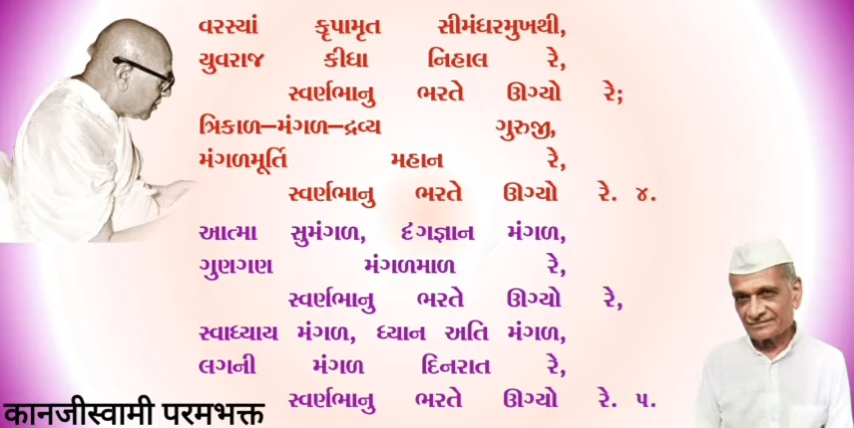 વરસ્યાં કૃપામૃત સીમંધરમુખથી,
યુવરાજ કીધા નિહાલ રે,
સ્વર્ણભાનુ ભરતે ઊગ્યો રે;
ત્રિકાળ–મંગળ–દ્રવ્ય ગુરુજી,
મંગળમૂર્તિ મહાન રે,
સ્વર્ણભાનુ ભરતે ઊગ્યો રે. ૪.
આત્મા સુમંગળ, દંગજ્ઞાન મંગળ,
ગુણગણ મંગળમાળ રે,
સ્વર્ણભાનુ ભરતે ઊગ્યો રે,
સ્વાધ્યાય મંગળ, ધ્યાન અતિ મંગળ,
લગની મંગળ દિનરાત રે,
સ્વર્ણભાનુ ભરતે ઊગ્યો રે. ૫.
कानजीस्वामी परमभक्त